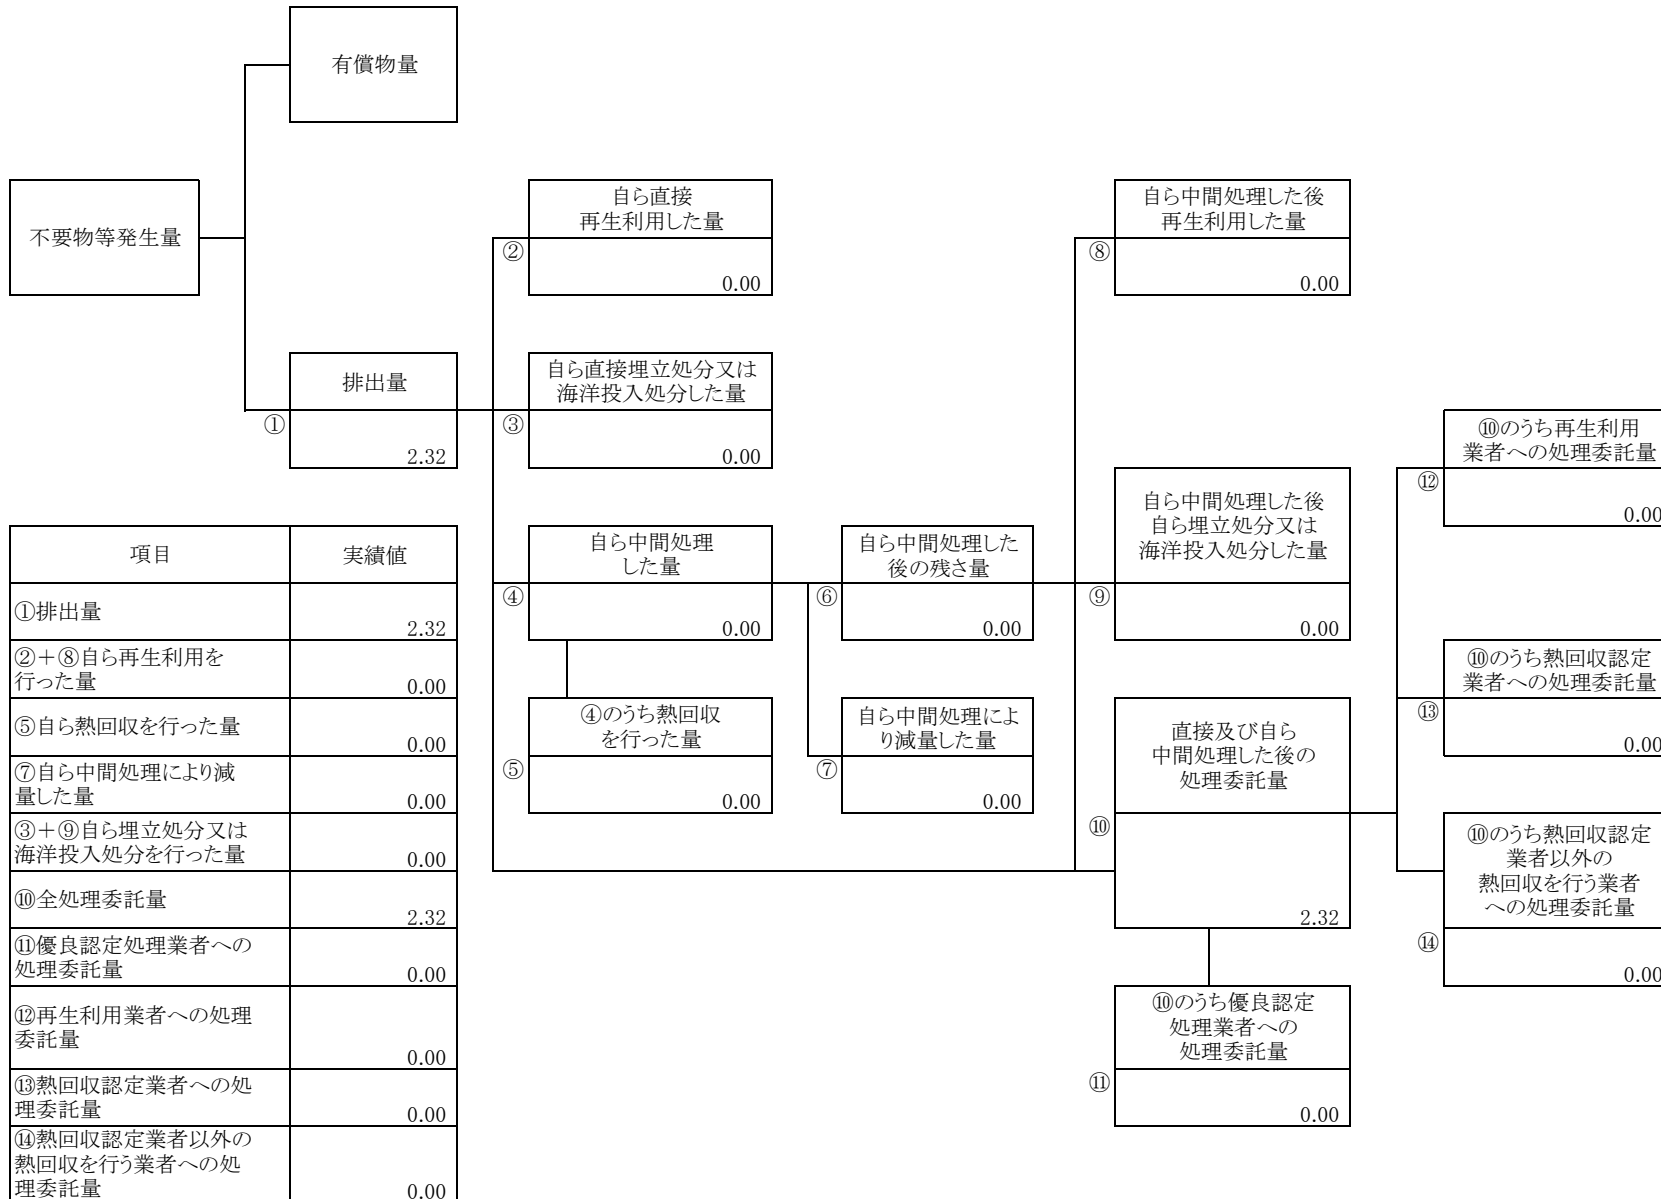 有償物量
不要物等発生量
自ら直接
再生利用した量
②
0.00
自ら中間処理した後
再生利用した量
⑧
0.00
排出量
①
2.32
自ら直接埋立処分又は
海洋投入処分した量
③
0.00
⑩のうち再生利用
業者への処理委託量
⑫
0.00
自ら中間処理
した量
④
0.00
自ら中間処理した
後の残さ量
⑥
0.00
自ら中間処理した後
自ら埋立処分又は
海洋投入処分した量
⑨
0.00
⑩のうち熱回収認定
業者への処理委託量
⑬
0.00
④のうち熱回収
を行った量
⑤
0.00
自ら中間処理によ
り減量した量
⑦
0.00
直接及び自ら
中間処理した後の
処理委託量
⑩
2.32
⑩のうち熱回収認定
業者以外の
熱回収を行う業者
への処理委託量
⑭
0.00
⑩のうち優良認定
処理業者への
処理委託量
⑪
0.00
項目 実績値
①排出量
2.32
②＋⑧自ら再生利用を
行った量
0.00
⑤自ら熱回収を行った量
0.00
⑦自ら中間処理により減
量した量
0.00
③＋⑨自ら埋立処分又は
海洋投入処分を行った量
0.00
⑩全処理委託量
2.32
⑪優良認定処理業者への
処理委託量
0.00
⑫再生利用業者への処理
委託量
0.00
⑬熱回収認定業者への処
理委託量
0.00
⑭熱回収認定業者以外の
熱回収を行う業者への処
理委託量
0.00